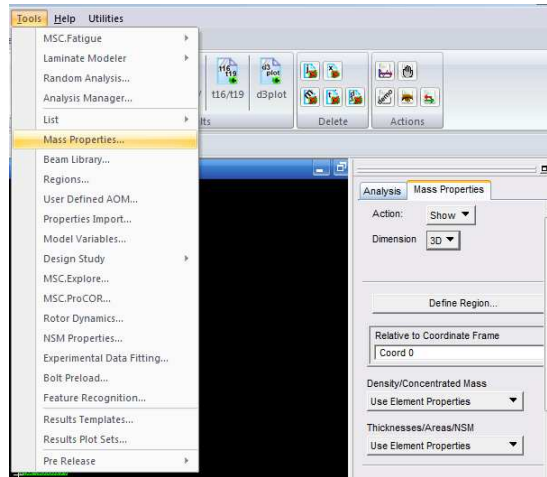 Tools Help Utilities
MSC.Fatigue
Laminate Modeler
Random Analysis...
Analysis Manager...
List
Mass Properties...
Beam Library...
Regions...
User Defined AOM...
Properties Import...
Model Variables...
Design Study
MSC.Explore...
MSC.ProCOR...
Rotor Dynamics...
NSM Properties...
Experimental Data Fitting...
Bolt Preload...
Feature Recognition...
Results Templates...
Results Plot Sets...
Pre Release
t16
t19
d3
plot
t16/t19 d3plot
lts Delete Actions
Analysis Mass Properties
Action: Show
Dimension 3D
Define Region...
Relative to Coordinate Frame
Coord 0
Density/Concentrated Mass
Use Element Properties
Thicknesses/Areas/NSM
Use Element Properties